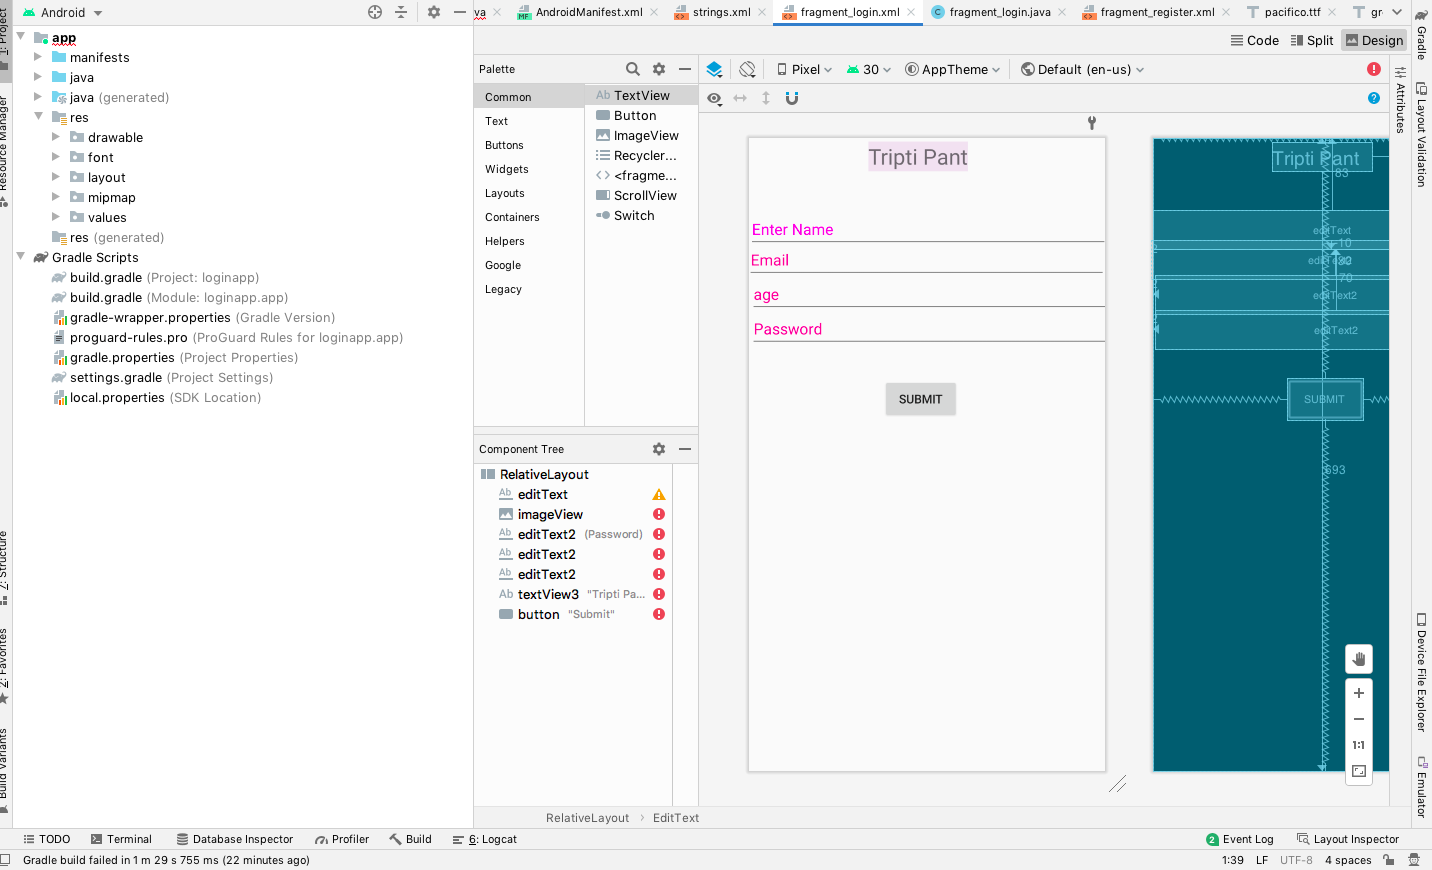 Android
va
AndroidManifest.xml
strings.xml
fragment_login.xml
fragment_login.java
fragment_register.xml
pacifico.ttf
gr
Code
Split
Design
1: Project
Resource Manager
Z: Structure
2: Favorites
Build Variants
app
manifests
java
java (generated)
res
drawable
font
layout
mipmap
values
res (generated)
Gradle Scripts
build.gradle (Project: loginapp)
build.gradle (Module: loginapp.app)
gradle-wrapper.properties (Gradle Version)
proguard-rules.pro (ProGuard Rules for loginapp.app)
gradle.properties (Project Properties)
settings.gradle (Project Settings)
local.properties (SDK Location)
Palette
Common
Text
Buttons
Widgets
Layouts
Containers
Helpers
Google
Legacy
Ab TextView
Button
ImageView
Recycler...
<> <fragme...
ScrollView
Switch
Component Tree
RelativeLayout
Ab editText
imageView
Ab editText2 (Password)
Ab editText2
Ab editText2
Ab textView3 "Tripti Pa...
button "Submit"
Pixel
30
AppTheme
Default (en-us)
Tripti Pant
Enter Name
Email
age
Password
SUBMIT
Tripti Pant
83
editText
10
70
editText2
editText2
SUBMIT
693
1:1
RelativeLayout › EditText
Gradle
Layout Validation
Attributes
Device File Explorer
Emulator
TODO
Terminal
Database Inspector
Profiler
Build
6: Logcat
2 Event Log
Layout Inspector
Gradle build failed in 1 m 29 s 755 ms (22 minutes ago)
1:39 LF UTF-8 4 spaces